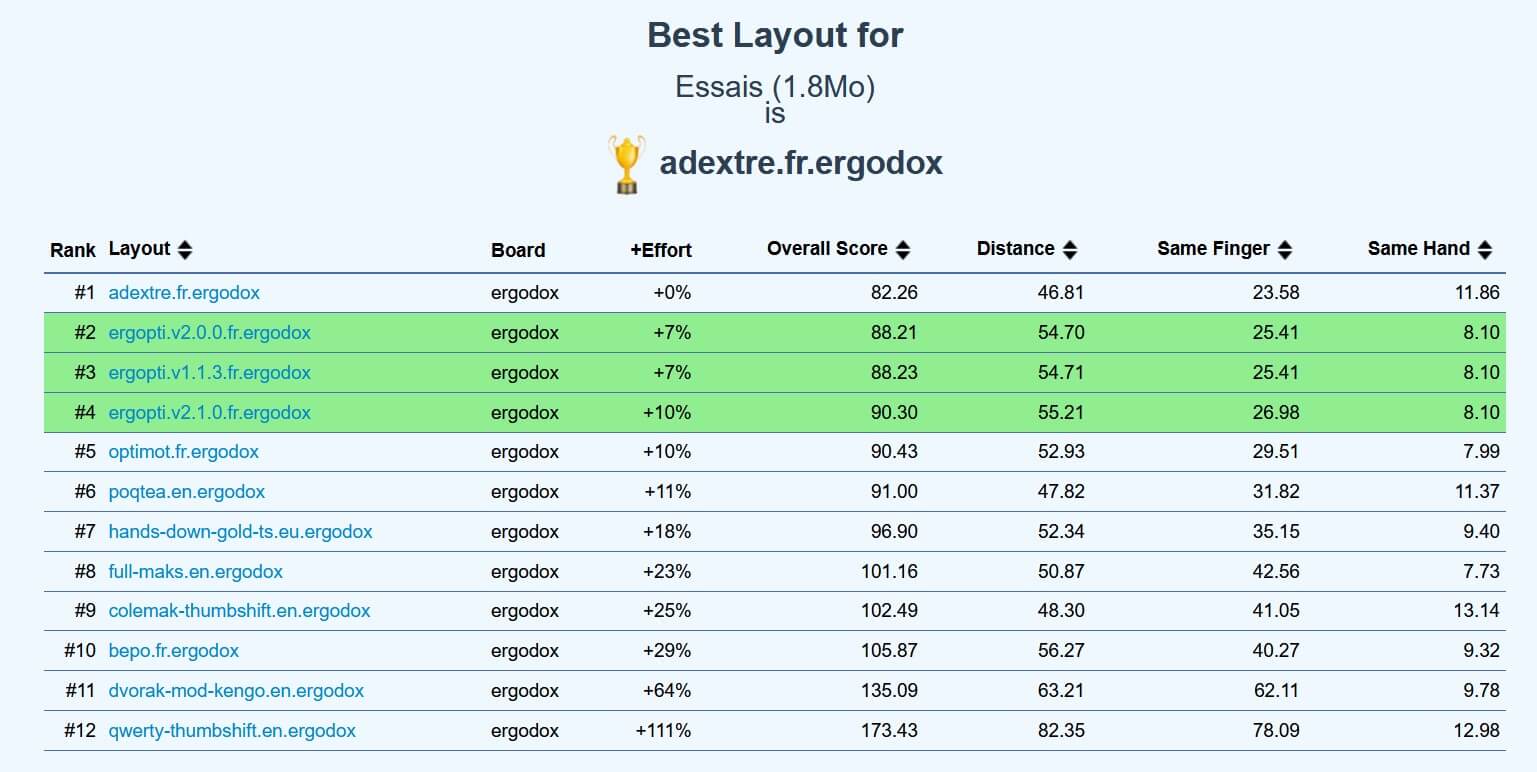 Best Layout for
Essais (1.8Mo)
is
adextre.fr.ergodox
Rank Layout Board +Effort Overall Score Distance Same Finger Same Hand
#1 adextre.fr.ergodox ergodox +0% 82.26 46.81 23.58 11.86
#2 ergopti.v2.0.0.fr.ergodox ergodox +7% 88.21 54.70 25.41 8.10
#3 ergopti.v1.1.3.fr.ergodox ergodox +7% 88.23 54.71 25.41 8.10
#4 ergopti.v2.1.0.fr.ergodox ergodox +10% 90.30 55.21 26.98 8.10
#5 optimot.fr.ergodox ergodox +10% 90.43 52.93 29.51 7.99
#6 poqtea.en.ergodox ergodox +11% 91.00 47.82 31.82 11.37
#7 hands-down-gold-ts.eu.ergodox ergodox +18% 96.90 52.34 35.15 9.40
#8 full-maks.en.ergodox ergodox +23% 101.16 50.87 42.56 7.73
#9 colemak-thumbshift.en.ergodox ergodox +25% 102.49 48.30 41.05 13.14
#10 bepo.fr.ergodox ergodox +29% 105.87 56.27 40.27 9.32
#11 dvorak-mod-kengo.en.ergodox ergodox +64% 135.09 63.21 62.11 9.78
#12 qwerty-thumbshift.en.ergodox ergodox +111% 173.43 82.35 78.09 12.98